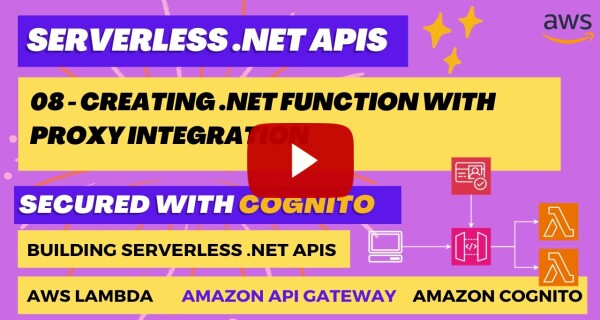 SERVERLESS .NET APIS
aws
08 - CREATING .NET FUNCTION WITH
PROXY INTEGRATION
SECURED WITH COGNITO
BUILDING SERVERLESS .NET APIS
AWS LAMBDA AMAZON API GATEWAY AMAZON COGNITO